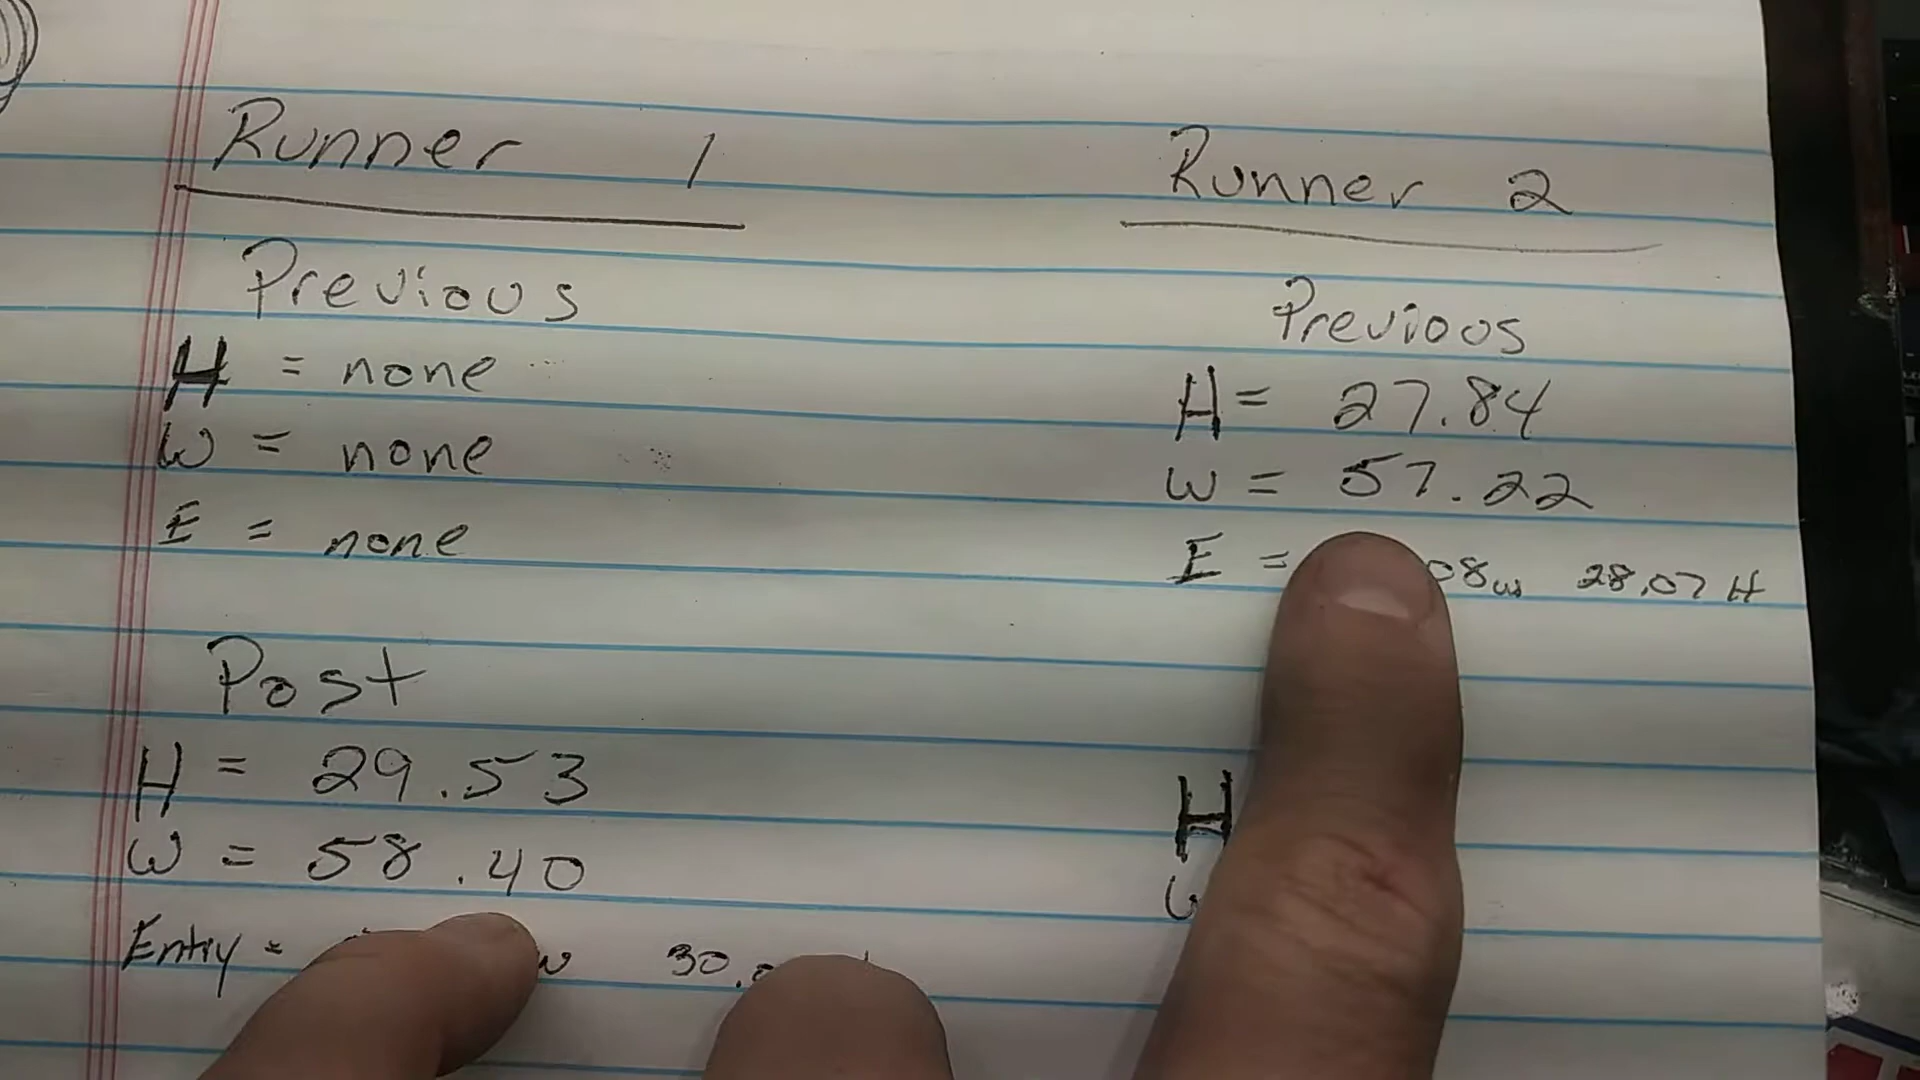 Runner 1
Previous
H = none
W = none
E = none
Post
H = 29.53
W = 58.40
Entry =
Runner 2
Previous
H = 27.84
W = 57.22
E = 28.07 H
H